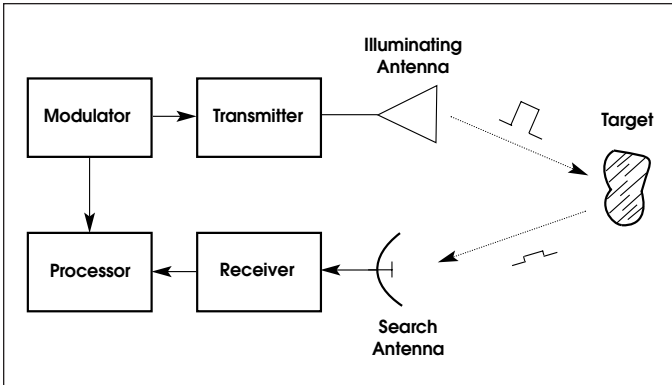 Illuminating
Antenna
Modulator
Transmitter
Target
Processor
Receiver
Search
Antenna